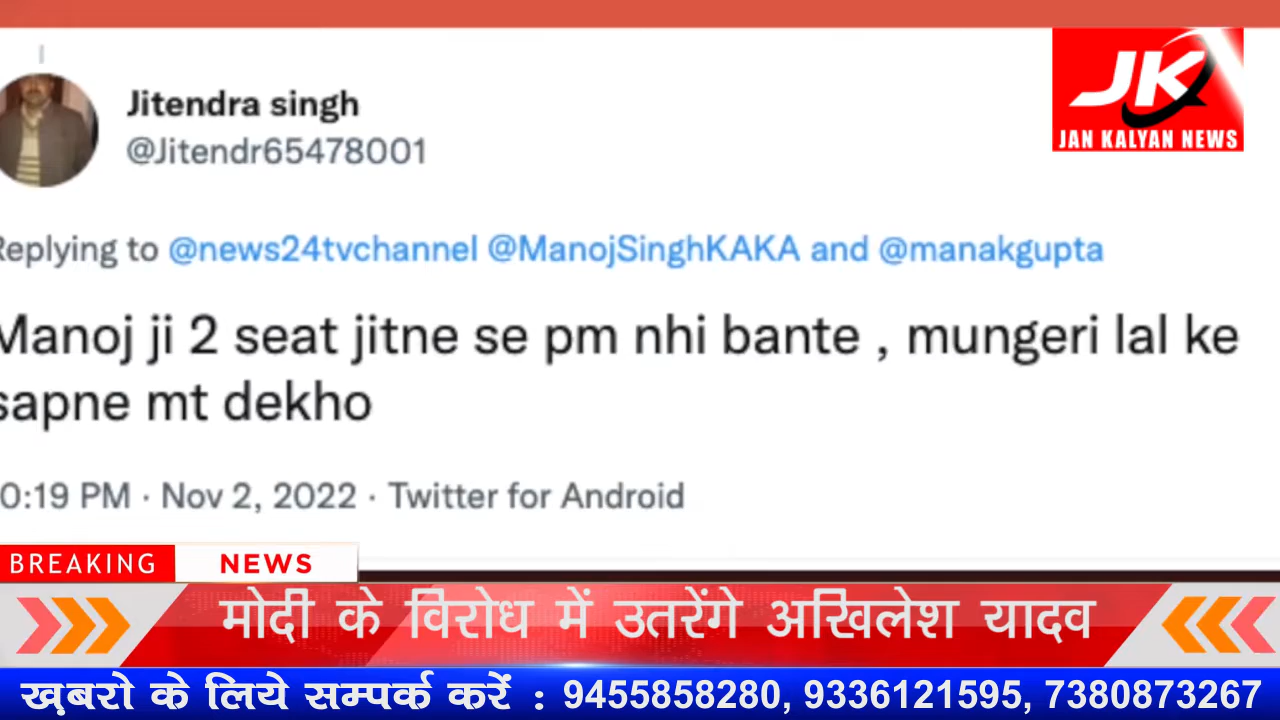 Jitendra singh
@Jitendr65478001
JK
JAN KALYAN NEWS
Replying to @news24tvchannel @ManojSinghKAKA and @manakgupta
Manoj ji 2 seat jitne se pm nhi bante , mungeri lal ke
sapne mt dekho
0:19 PM · Nov 2, 2022 · Twitter for Android
BREAKING NEWS
मोदी के विरोध में उतरेंगे अखिलेश यादव
ख़बरो के लिये सम्पर्क करें : 9455858280, 9336121595, 7380873267